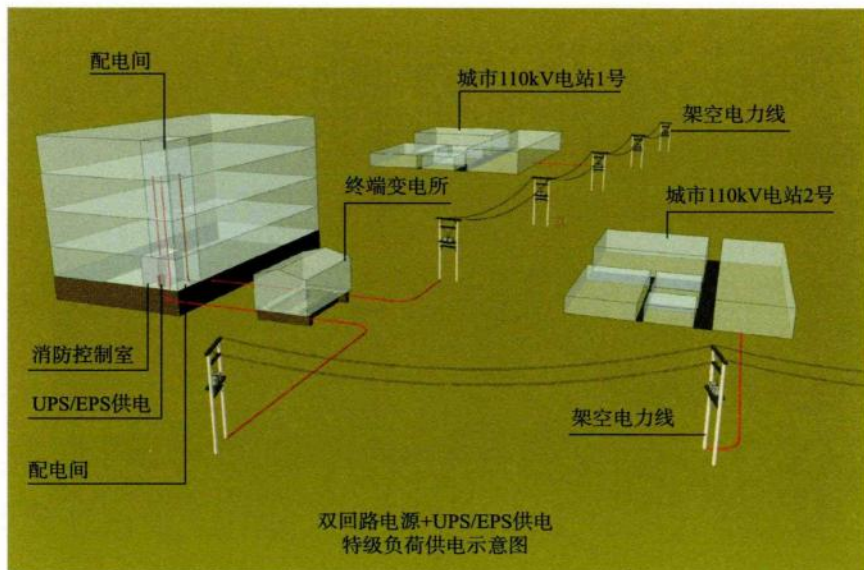 配电间
城市110kV电站1号
架空电力线
终端变电所
城市110kV电站2号
消防控制室
UPS/EPS供电
架空电力线
配电间
双回路电源+UPS/EPS供电
特级负荷供电示意图